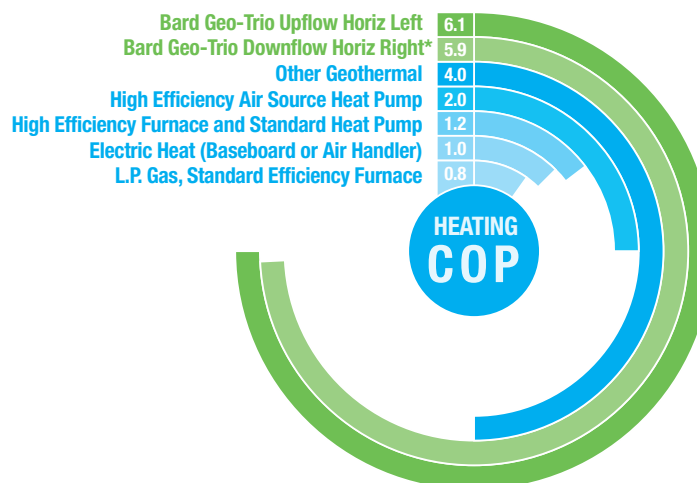 Bard Geo-Trio Upflow Horiz Left 6.1
Bard Geo-Trio Downflow Horiz Right* 5.9
Other Geothermal 4.0
High Efficiency Air Source Heat Pump 2.0
High Efficiency Furnace and Standard Heat Pump 1.2
Electric Heat (Baseboard or Air Handler) 1.0
L.P. Gas, Standard Efficiency Furnace 0.8
HEATING
COP